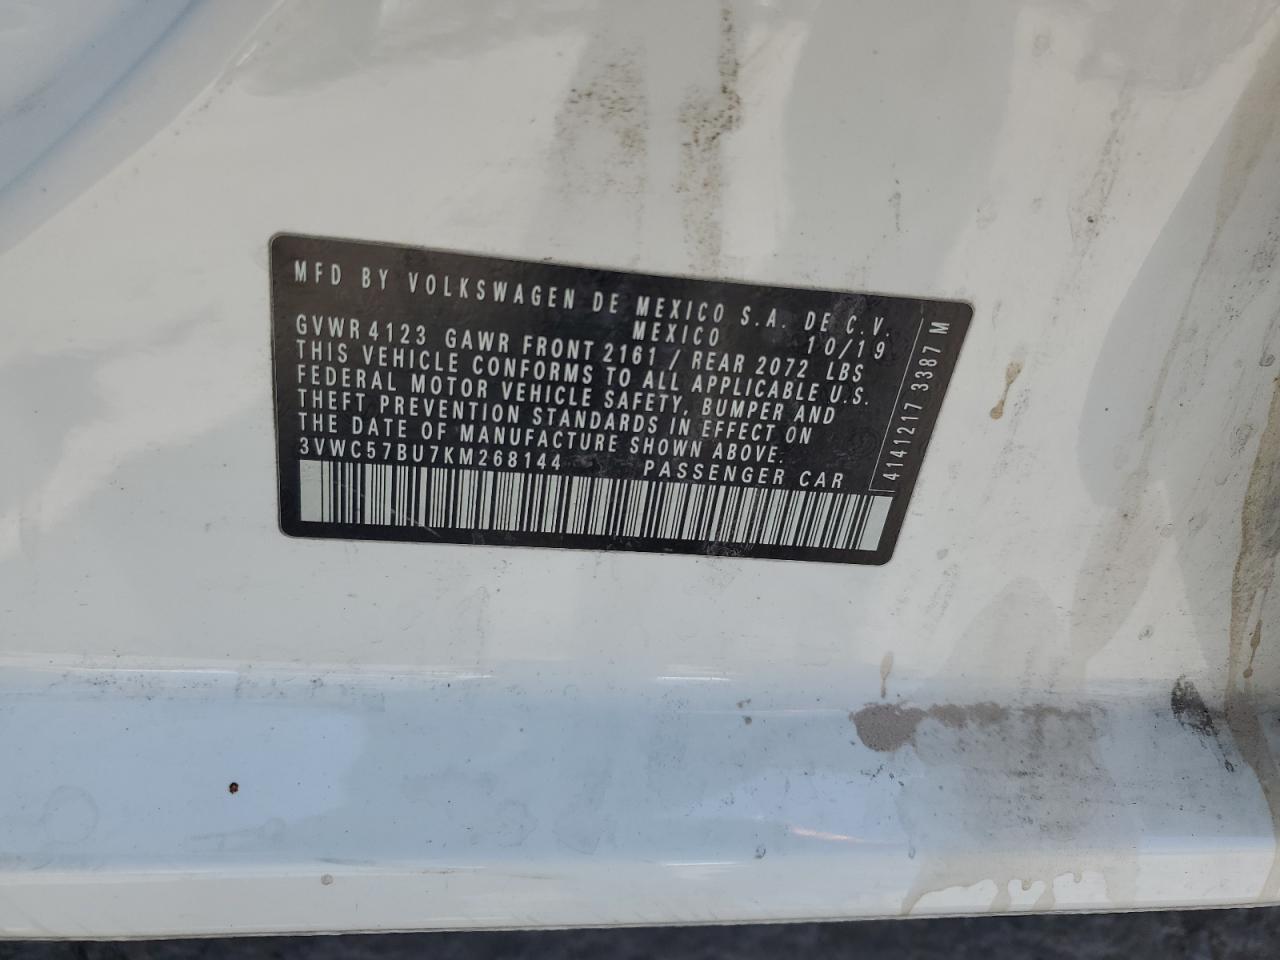 MFD BY VOLKSWAGEN DE MEXICO S.A. DE C.V.
MEXICO 10/19
GVWR 4123 GAWR FRONT 2161 / REAR 2072 LBS
THIS VEHICLE CONFORMS TO ALL APPLICABLE U.S.
FEDERAL MOTOR VEHICLE SAFETY, BUMPER AND
THEFT PREVENTION STANDARDS IN EFFECT ON
THE DATE OF MANUFACTURE SHOWN ABOVE.
3VWC57BU7KM268144 PASSENGER CAR
4141217 3387 M